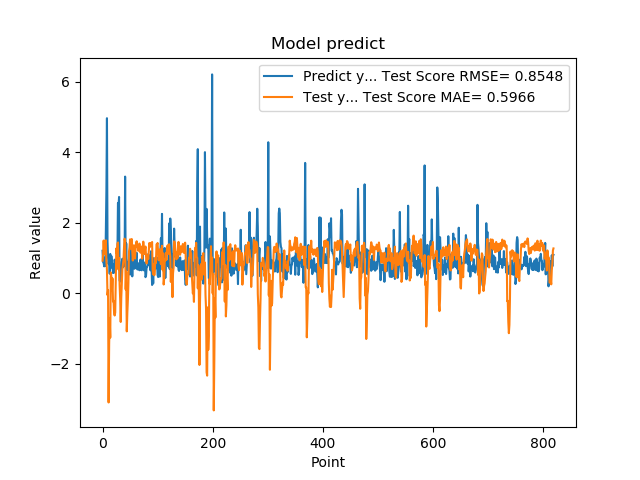 Model predict
Predict y... Test Score RMSE= 0.8548
Test y... Test Score MAE= 0.5966
Real value
6
4
2
0
−2
0 200 400 600 800
Point